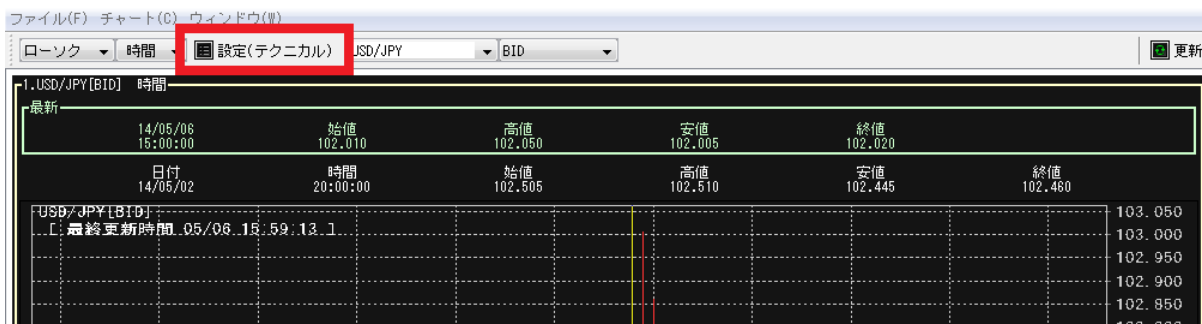 ファイル(F) チャート(C) ウィンドウ(W)
ローソク 時間 設定(テクニカル) USD/JPY BID 更新
1.USD/JPY[BID] 時間
最新
14/05/06 始値 高値 安値 終値
15:00:00 102.010 102.050 102.005 102.020
日付 時間 始値 高値 安値 終値
14/05/02 20:00:00 102.505 102.510 102.445 102.460
USD/JPY[BID]
[ 最終更新時間 05/06 15:59:13 ]
103.050
103.000
102.950
102.900
102.850